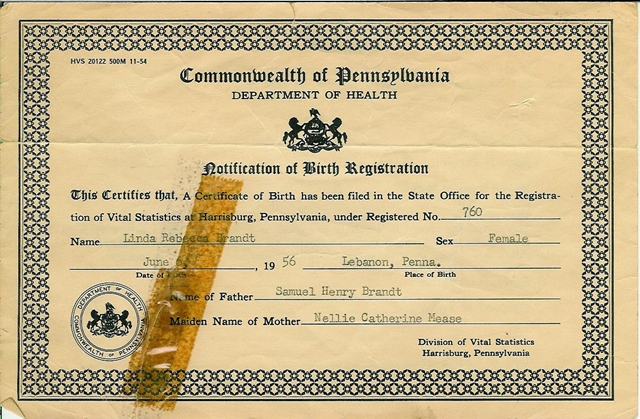 HVS 20122 500M 11-54
Commonwealth of Pennsylvania
DEPARTMENT OF HEALTH
Notification of Birth Registration
This Certifies that, A Certificate of Birth has been filed in the State Office for the Registra-
tion of Vital Statistics at Harrisburg, Pennsylvania, under Registered No. 760
Name Linda Rebecca Brandt Sex Female
June , 19 56 Lebanon, Penna.
Date of Birth Place of Birth
Name of Father Samuel Henry Brandt
Maiden Name of Mother Nellie Catherine Mease
DEPARTMENT OF HEALTH
COMMONWEALTH OF PENNSYLVANIA
Division of Vital Statistics
Harrisburg, Pennsylvania